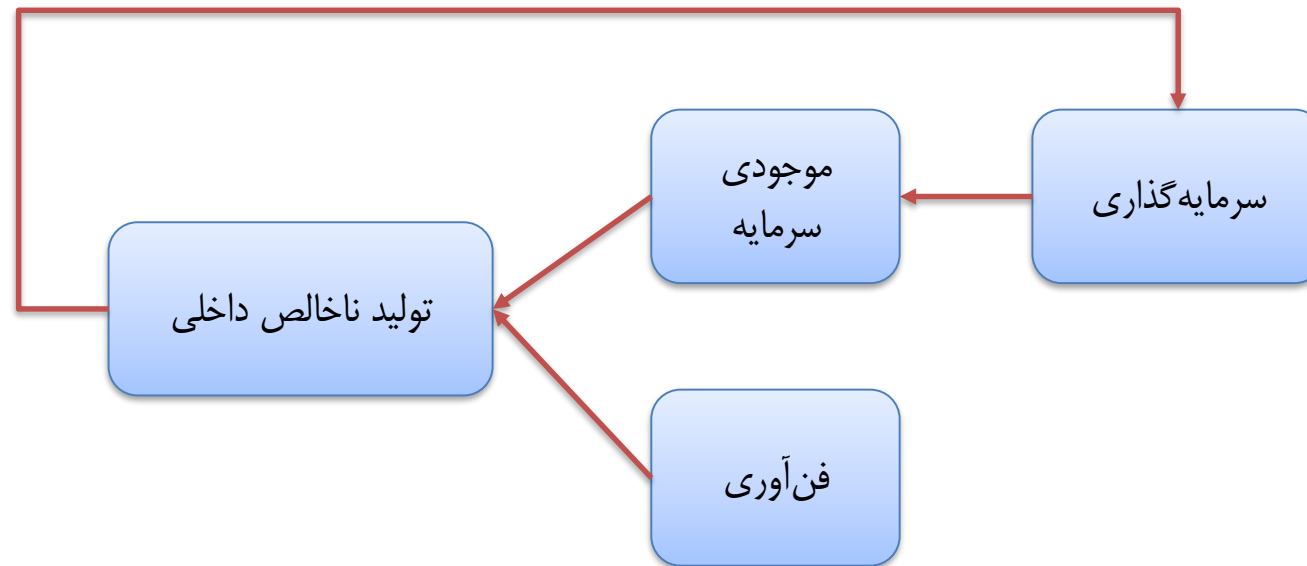 موجودی
سرمایه
سرمایه‌گذاری
تولید ناخالص داخلی
فن‌آوری